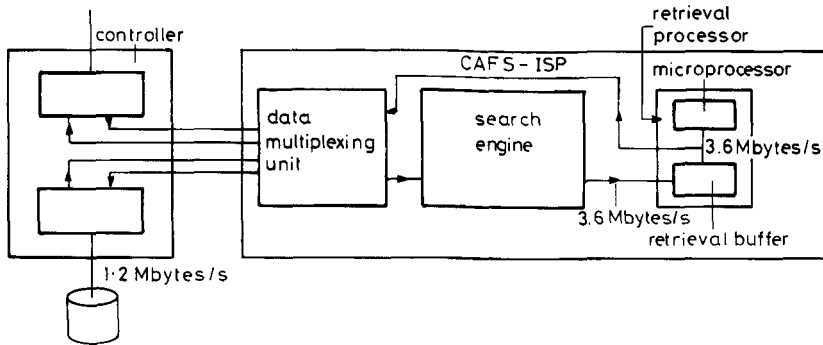 retrieval
processor
controller
CAFS-ISP
microprocessor
data
multiplexing
unit
search
engine
3.6 Mbytes/s
3.6 Mbytes/s
retrieval buffer
1·2 Mbytes/s